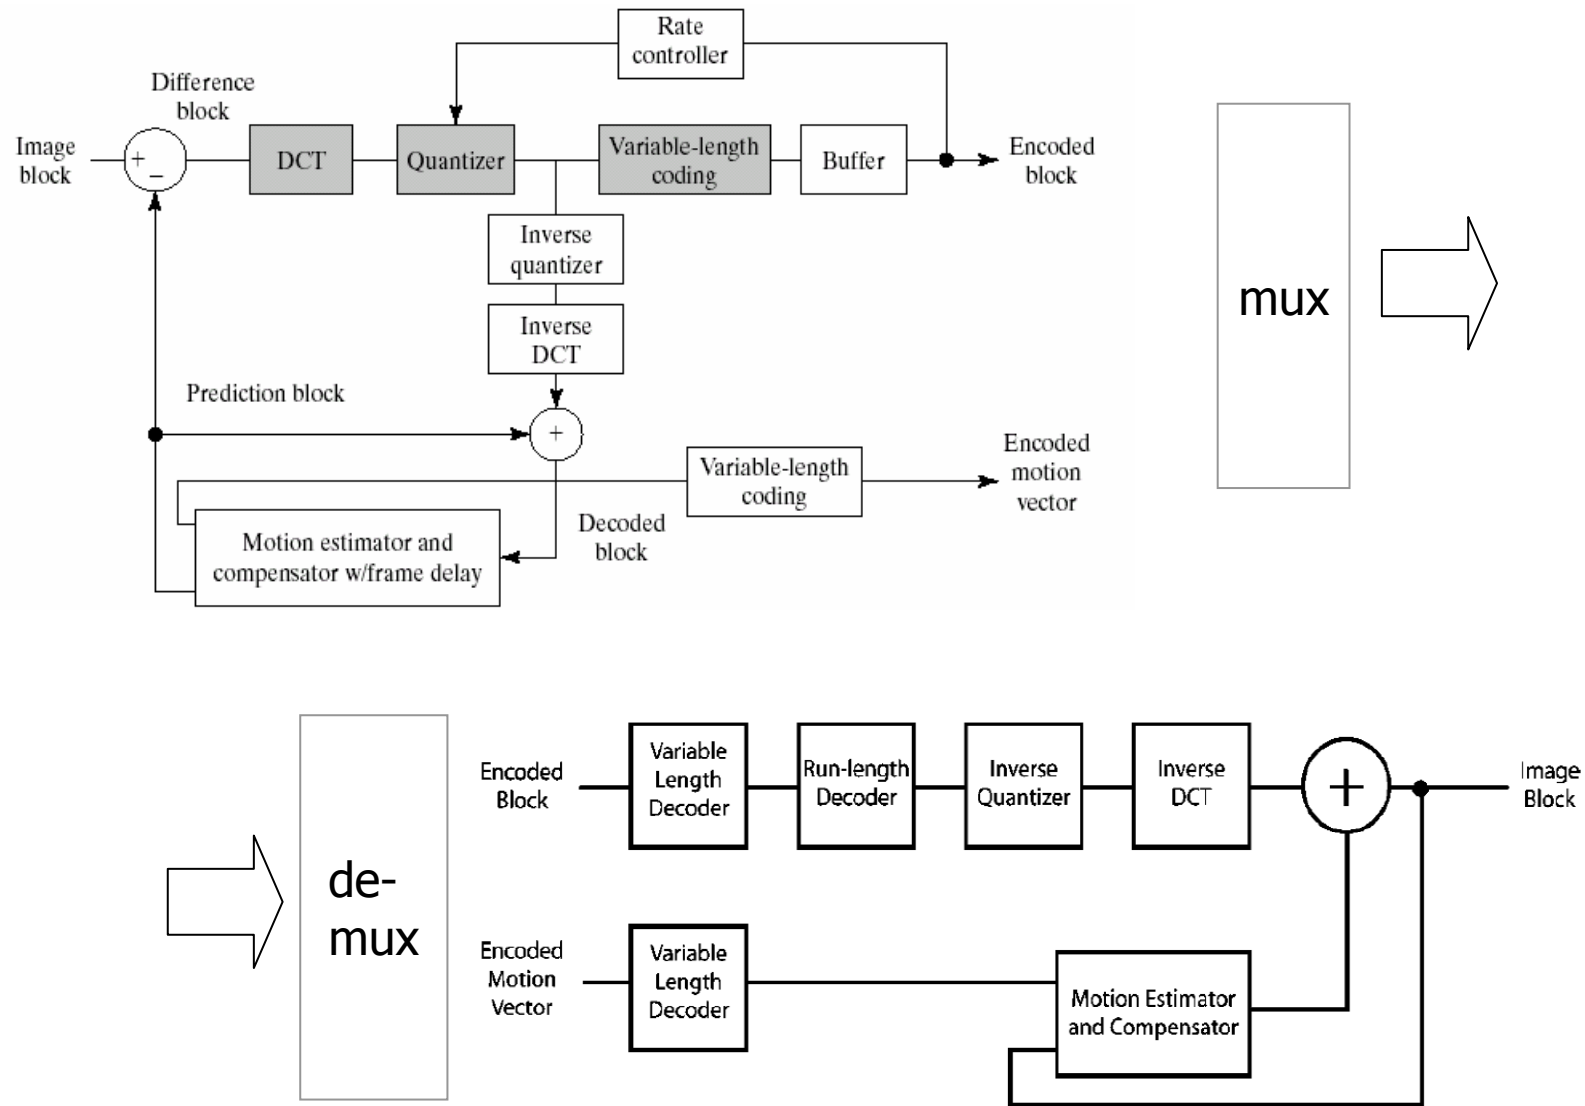 Rate
controller
Difference
block
Image
block
+
−
DCT
Quantizer
Variable-length
coding
Buffer
Encoded
block
Inverse
quantizer
Inverse
DCT
mux
Prediction block
+
Variable-length
coding
Encoded
motion
vector
Motion estimator and
compensator w/frame delay
Decoded
block
de-
mux
Encoded
Block
Variable
Length
Decoder
Run-length
Decoder
Inverse
Quantizer
Inverse
DCT
+
Image
Block
Encoded
Motion
Vector
Variable
Length
Decoder
Motion Estimator
and Compensator